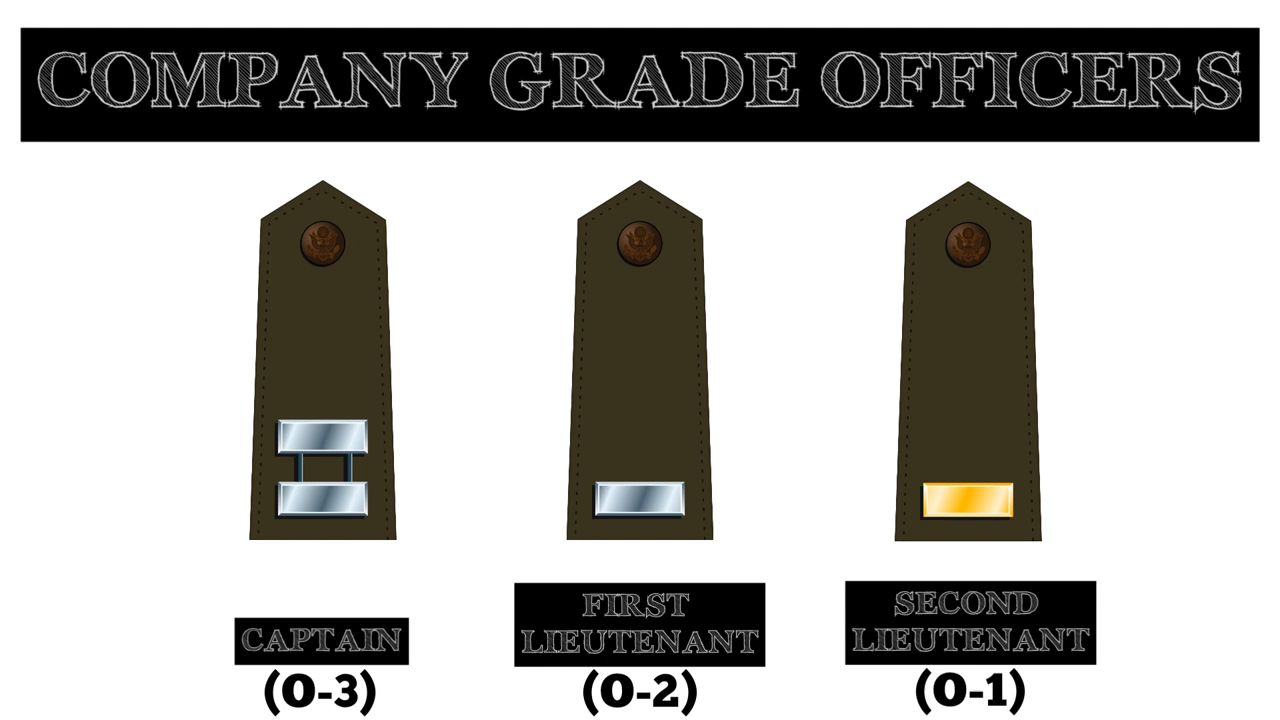 COMPANY GRADE OFFICERS
CAPTAIN
(O-3)
FIRST
LIEUTENANT
(O-2)
SECOND
LIEUTENANT
(O-1)